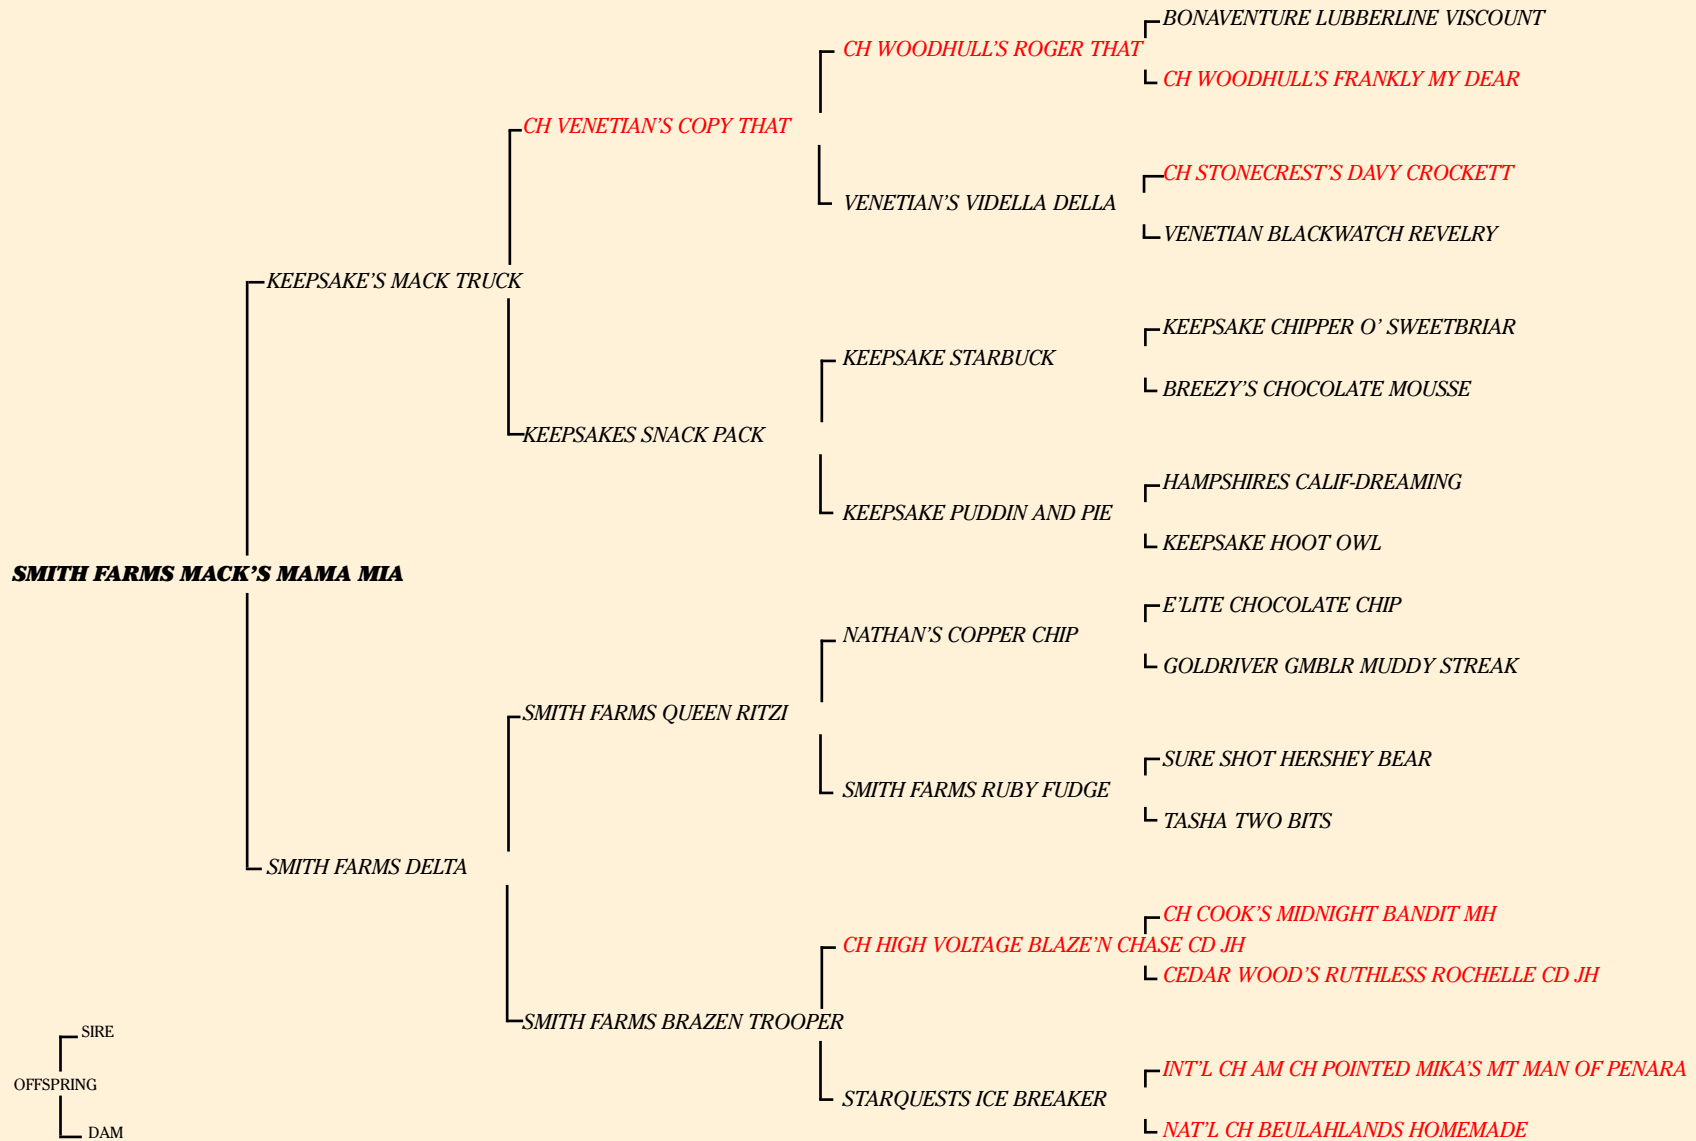 BONAVENTURE LUBBERLINE VISCOUNT
CH WOODHULL'S ROGER THAT
CH WOODHULL'S FRANKLY MY DEAR
CH VENETIAN'S COPY THAT
CH STONECREST'S DAVY CROCKETT
VENETIAN'S VIDELLA DELLA
VENETIAN BLACKWATCH REVELRY
KEEPSAKE'S MACK TRUCK
KEEPSAKE CHIPPER O' SWEETBRIAR
KEEPSAKE STARBUCK
BREEZY'S CHOCOLATE MOUSSE
KEEPSAKES SNACK PACK
HAMPSHIRES CALIF-DREAMING
KEEPSAKE PUDDIN AND PIE
KEEPSAKE HOOT OWL
SMITH FARMS MACK'S MAMA MIA
E'LITE CHOCOLATE CHIP
NATHAN'S COPPER CHIP
GOLDRIVER GMBLR MUDDY STREAK
SMITH FARMS QUEEN RITZI
SURE SHOT HERSHEY BEAR
SMITH FARMS RUBY FUDGE
TASHA TWO BITS
SMITH FARMS DELTA
CH COOK'S MIDNIGHT BANDIT MH
CH HIGH VOLTAGE BLAZE'N CHASE CD JH
CEDAR WOOD'S RUTHLESS ROCHELLE CD JH
SMITH FARMS BRAZEN TROOPER
INT'L CH AM CH POINTED MIKA'S MT MAN OF PENARA
STARQUESTS ICE BREAKER
NAT'L CH BEULAHLANDS HOMEMADE
SIRE
OFFSPRING
DAM